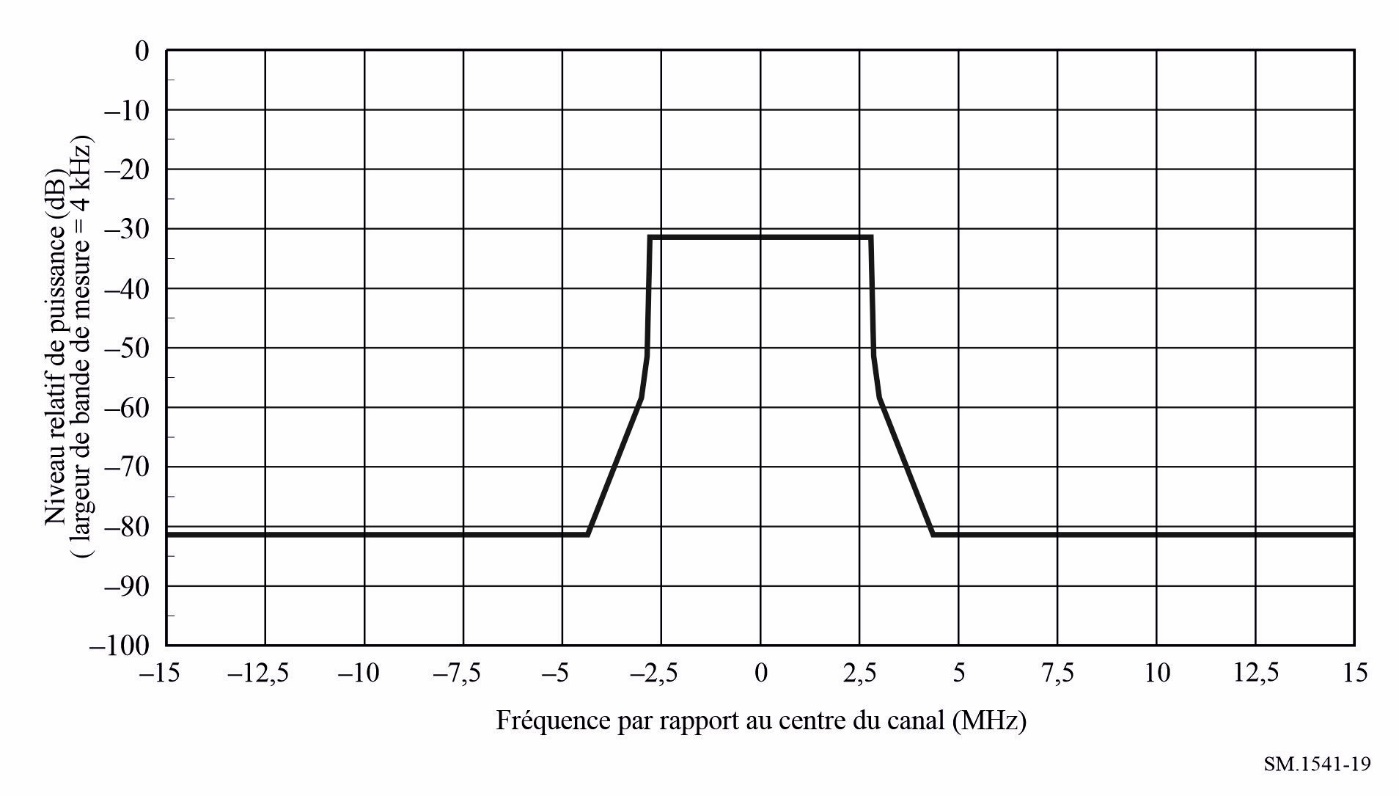 0
–10
–20
–30
–40
–50
–60
–70
–80
–90
–100
Niveau relatif de puissance (dB)
( largeur de bande de mesure = 4 kHz)
–15 –12,5 –10 –7,5 –5 –2,5 0 2,5 5 7,5 10 12,5 15
Fréquence par rapport au centre du canal (MHz)
SM.1541-19